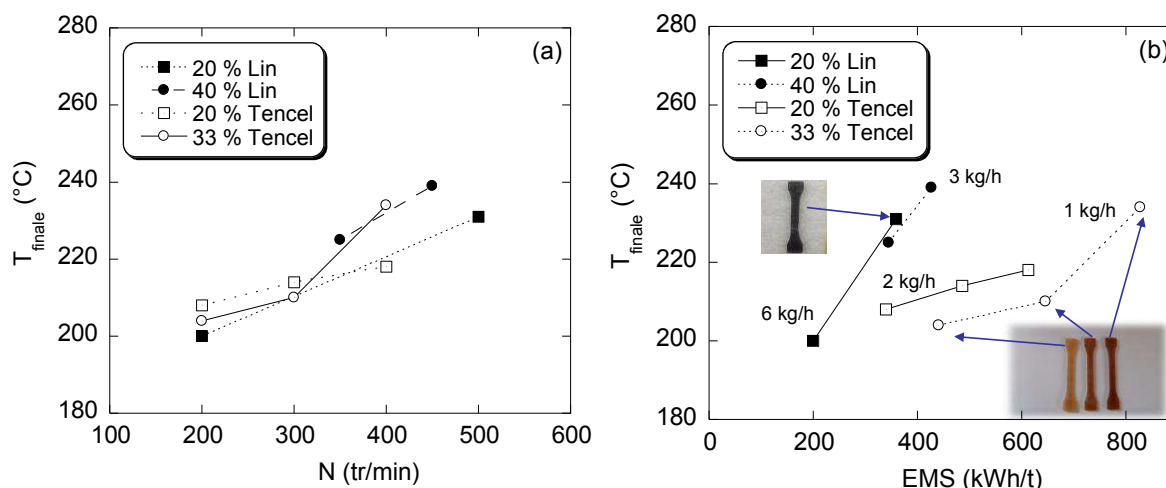 (a)
20 % Lin
40 % Lin
20 % Tencel
33 % Tencel
280
260
240
220
200
180
T finale (°C)
100 200 300 400 500 600
N (tr/min)
(b)
20 % Lin
40 % Lin
20 % Tencel
33 % Tencel
280
260
240
220
200
180
T finale (°C)
3 kg/h
1 kg/h
2 kg/h
6 kg/h
0 200 400 600 800
EMS (kWh/t)